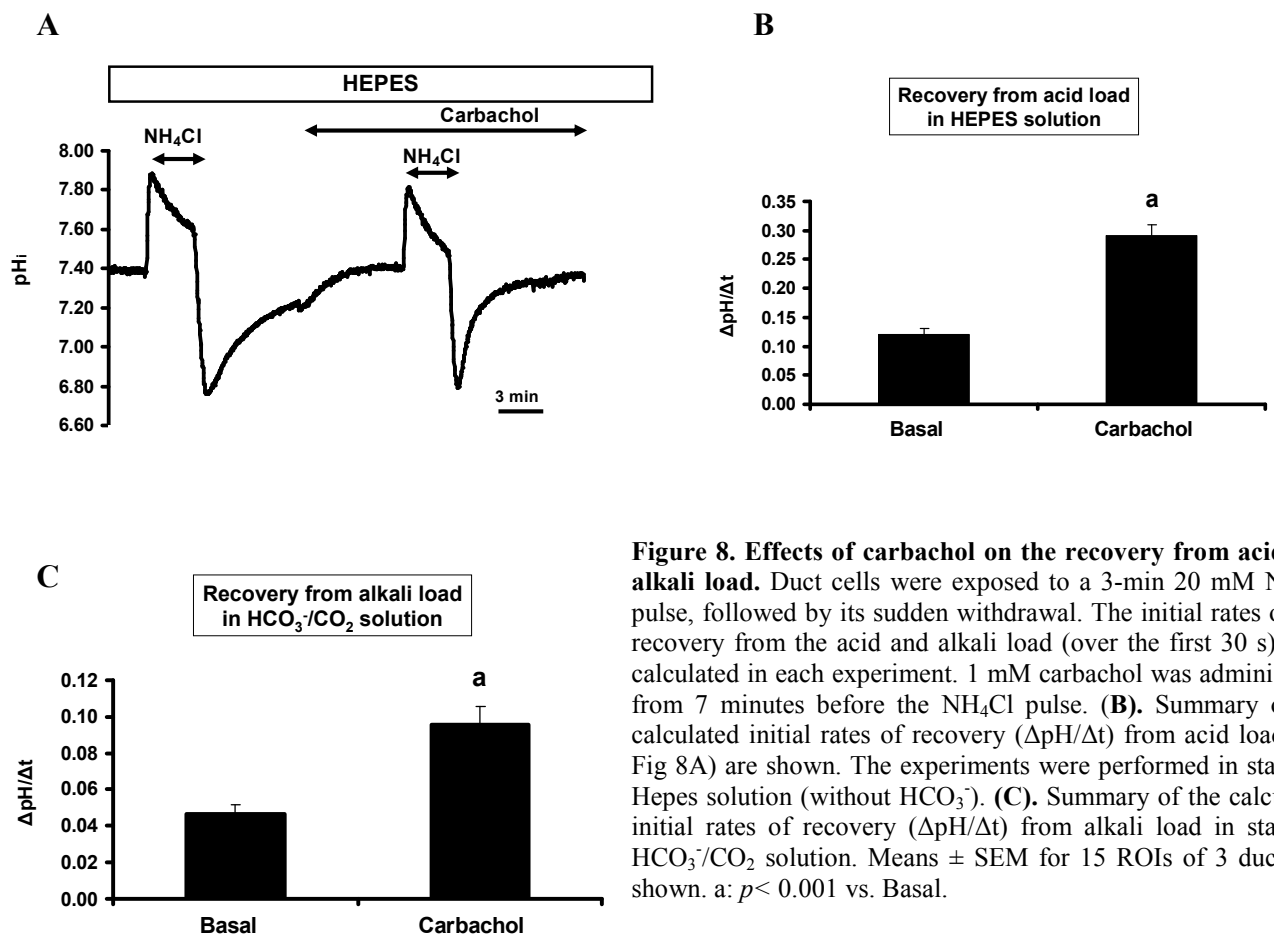 A
HEPES
Carbachol
NH₄Cl
NH₄Cl
8.00
7.80
7.60
7.40
7.20
7.00
6.80
6.60
pHi
3 min
B
Recovery from acid load
in HEPES solution
0.40
0.35
0.30
0.25
0.20
0.15
0.10
0.05
0.00
ΔpH/Δt
a
Basal
Carbachol
C
Recovery from alkali load
in HCO₃⁻/CO₂ solution
0.12
0.10
0.08
0.06
0.04
0.02
0.00
ΔpH/Δt
a
Basal
Carbachol
Figure 8. Effects of carbachol on the recovery from acid
alkali load. Duct cells were exposed to a 3-min 20 mM N
pulse, followed by its sudden withdrawal. The initial rates o
recovery from the acid and alkali load (over the first 30 s)
calculated in each experiment. 1 mM carbachol was admini
from 7 minutes before the NH₄Cl pulse. (B). Summary o
calculated initial rates of recovery (ΔpH/Δt) from acid load
Fig 8A) are shown. The experiments were performed in sta
Hepes solution (without HCO₃⁻). (C). Summary of the calcu
initial rates of recovery (ΔpH/Δt) from alkali load in sta
HCO₃⁻/CO₂ solution. Means ± SEM for 15 ROIs of 3 duc
shown. a: p< 0.001 vs. Basal.